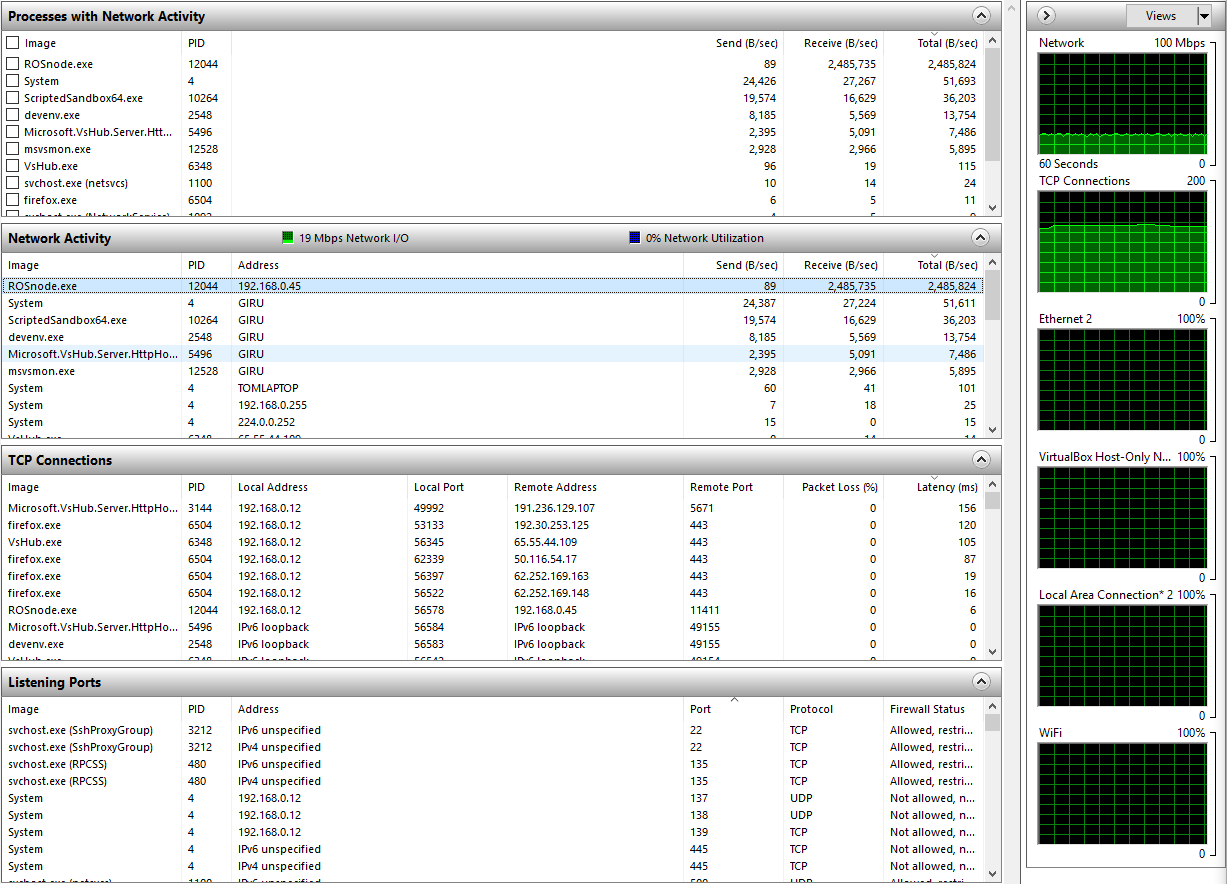 Processes with Network Activity
Image PID Send (B/sec) Receive (B/sec) Total (B/sec)
ROSnode.exe 12044 89 2,485,735 2,485,824
System 4 24,426 27,267 51,693
ScriptedSandbox64.exe 10264 19,574 16,629 36,203
devenv.exe 2548 8,185 5,569 13,754
Microsoft.VsHub.Server.Htt... 5496 2,395 5,091 7,486
msvsmon.exe 12528 2,928 2,966 5,895
VsHub.exe 6348 96 19 115
svchost.exe (netsvcs) 1100 10 14 24
firefox.exe 6504 6 5 11
Network Activity 19 Mbps Network I/O 0% Network Utilization
Image PID Address Send (B/sec) Receive (B/sec) Total (B/sec)
ROSnode.exe 12044 192.168.0.45 89 2,485,735 2,485,824
System 4 GIRU 24,387 27,224 51,611
ScriptedSandbox64.exe 10264 GIRU 19,574 16,629 36,203
devenv.exe 2548 GIRU 8,185 5,569 13,754
Microsoft.VsHub.Server.HttpHo... 5496 GIRU 2,395 5,091 7,486
msvsmon.exe 12528 GIRU 2,928 2,966 5,895
System 4 TOMLAPTOP 60 41 101
System 4 192.168.0.255 7 18 25
System 4 224.0.0.252 15 0 15
TCP Connections
Image PID Local Address Local Port Remote Address Remote Port Packet Loss (%) Latency (ms)
Microsoft.VsHub.Server.HttpHo... 3144 192.168.0.12 49992 191.236.129.107 5671 0 156
firefox.exe 6504 192.168.0.12 53133 192.30.253.125 443 0 120
VsHub.exe 6348 192.168.0.12 56345 65.55.44.109 443 0 105
firefox.exe 6504 192.168.0.12 62339 50.116.54.17 443 0 87
firefox.exe 6504 192.168.0.12 56397 62.252.169.163 443 0 19
firefox.exe 6504 192.168.0.12 56522 62.252.169.148 443 0 16
ROSnode.exe 12044 192.168.0.12 56578 192.168.0.45 11411 0 6
Microsoft.VsHub.Server.HttpHo... 5496 IPv6 loopback 56584 IPv6 loopback 49155 0 0
devenv.exe 2548 IPv6 loopback 56583 IPv6 loopback 49155 0 0
Listening Ports
Image PID Address Port Protocol Firewall Status
svchost.exe (SshProxyGroup) 3212 IPv6 unspecified 22 TCP Allowed, restri...
svchost.exe (SshProxyGroup) 3212 IPv4 unspecified 22 TCP Allowed, restri...
svchost.exe (RPCSS) 480 IPv6 unspecified 135 TCP Allowed, restri...
svchost.exe (RPCSS) 480 IPv4 unspecified 135 TCP Allowed, restri...
System 4 192.168.0.12 137 UDP Not allowed, n...
System 4 192.168.0.12 138 UDP Not allowed, n...
System 4 192.168.0.12 139 TCP Not allowed, n...
System 4 IPv6 unspecified 445 TCP Not allowed, n...
System 4 IPv4 unspecified 445 TCP Not allowed, n...
Views
Network 100 Mbps
60 Seconds 0
TCP Connections 200
0
Ethernet 2 100%
0
VirtualBox Host-Only N... 100%
0
Local Area Connection* 2 100%
0
WiFi 100%
0